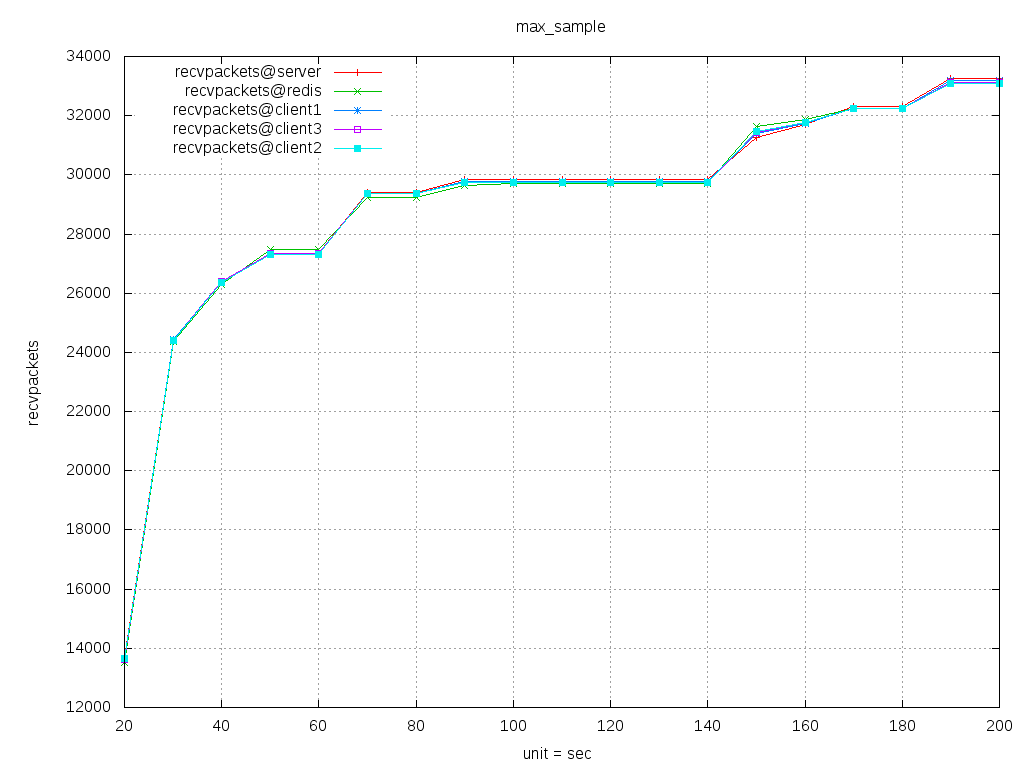 max_sample
34000
32000
30000
28000
26000
24000
22000
20000
18000
16000
14000
12000
recvpackets@server
recvpackets@redis
recvpackets@client1
recvpackets@client3
recvpackets@client2
recvpackets
20 40 60 80 100 120 140 160 180 200
unit = sec